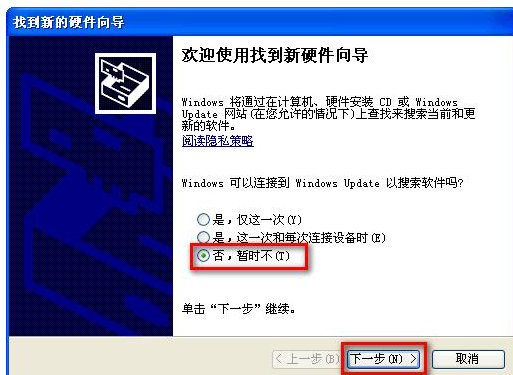 找到新的硬件向导
欢迎使用找到新硬件向导
Windows 将通过在计算机、硬件安装 CD 或 Windows
Update 网站(在您允许的情况下)上查找来搜索当前和更
新的软件。
阅读隐私策略
Windows 可以连接到 Windows Update 以搜索软件吗?
是，仅这一次(Y)
是，这一次和每次连接设备时(E)
否，暂时不(T)
单击“下一步”继续。
< 上一步(B) 下一步(N) > 取消